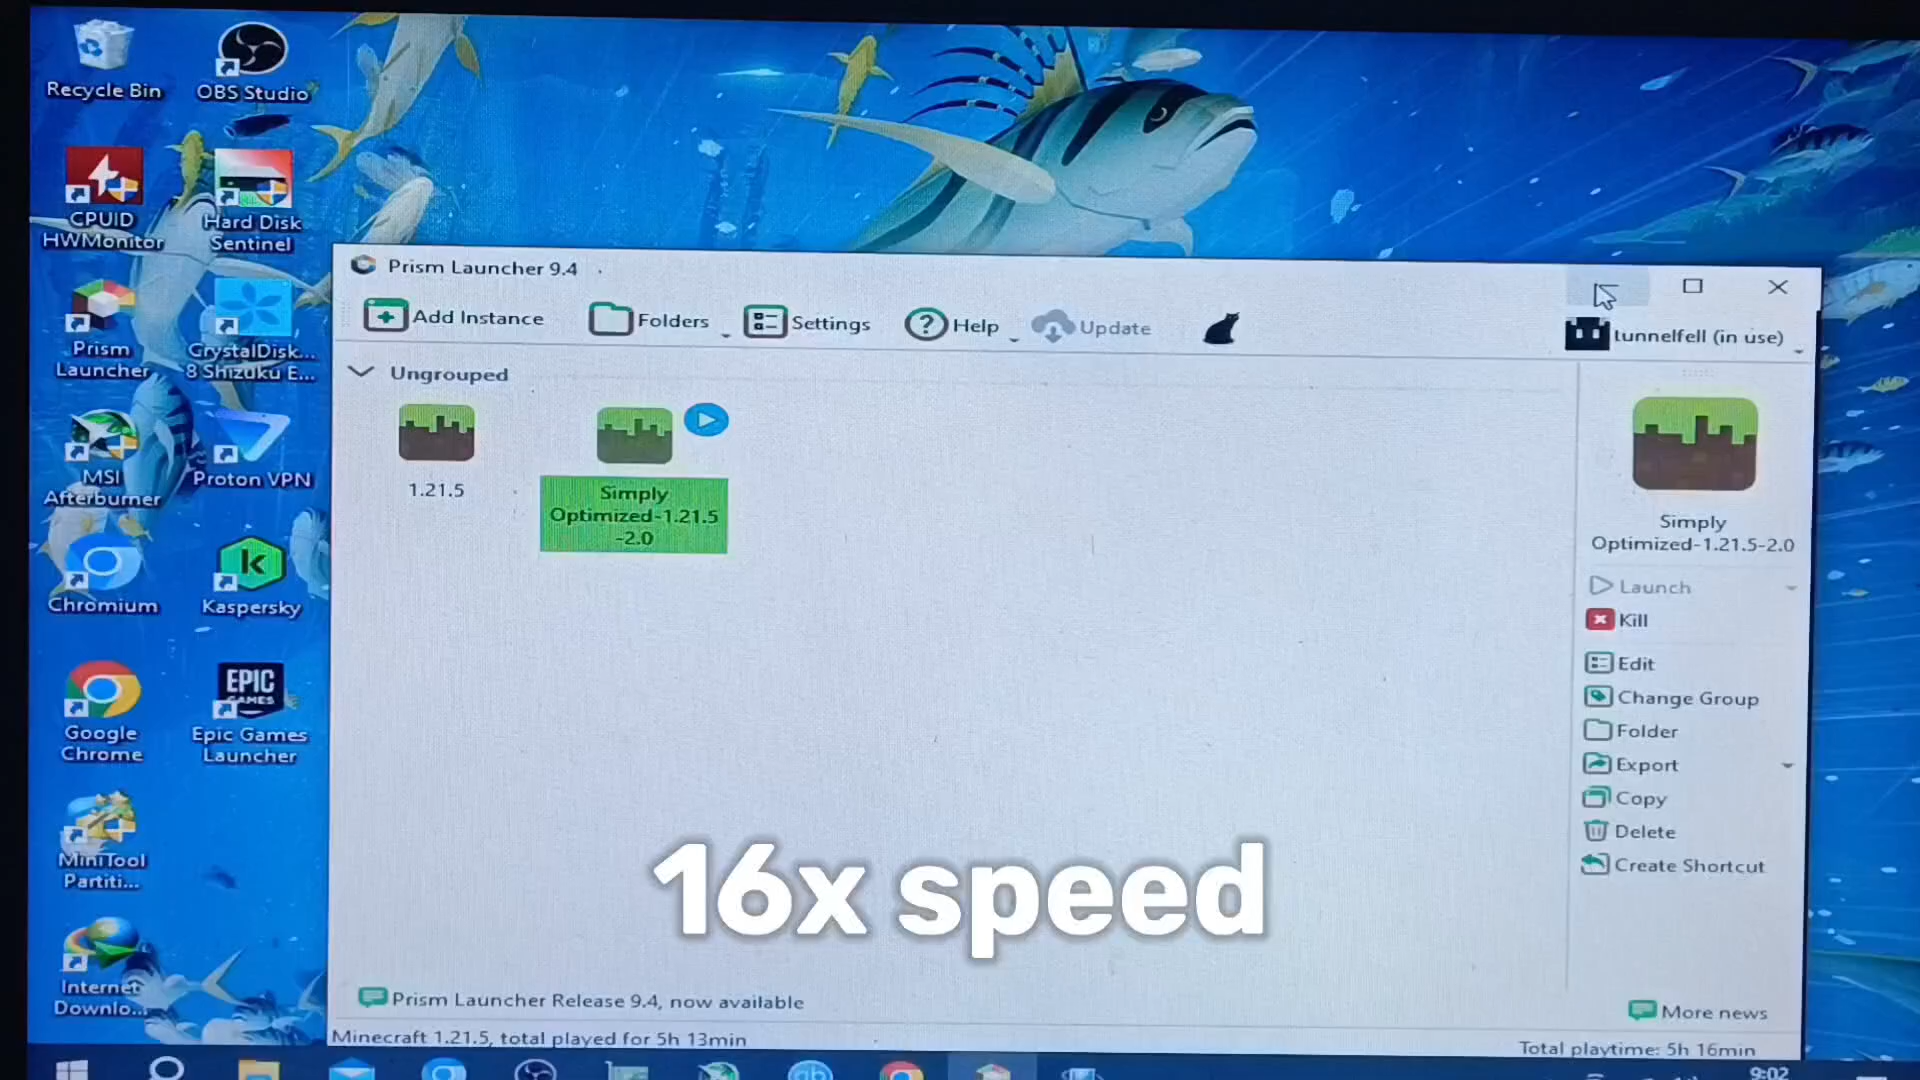 Recycle Bin
OBS Studio
CPUID
HWMonitor
Hard Disk
Sentinel
Prism
Launcher
CrystalDisk...
8 Shizuku E...
MSI
Afterburner
Proton VPN
Chromium
Kaspersky
Google
Chrome
EPIC
GAMES
Epic Games
Launcher
MiniTool
Partiti...
Internet
Downlo...
Prism Launcher 9.4
Add Instance
Folders
Settings
Help
Update
tunnelfell (in use)
Ungrouped
1.21.5
Simply
Optimized-1.21.5
-2.0
Simply
Optimized-1.21.5-2.0
Launch
Kill
Edit
Change Group
Folder
Export
Copy
Delete
Create Shortcut
16x speed
Prism Launcher Release 9.4, now available
More news
Minecraft 1.21.5, total played for 5h 13min
Total playtime: 5h 16min
qb
9:02